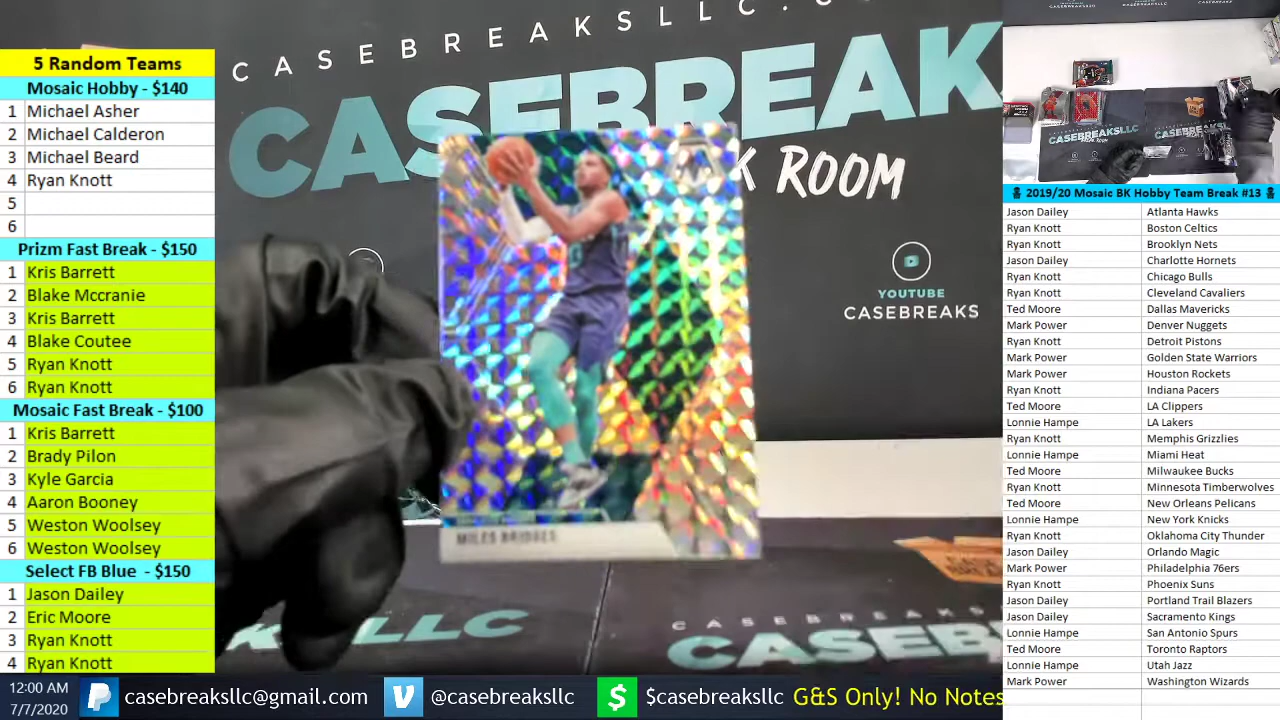 5 Random Teams
Mosaic Hobby - $140
1 Michael Asher
2 Michael Calderon
3 Michael Beard
4 Ryan Knott
5
6
Prizm Fast Break - $150
1 Kris Barrett
2 Blake Mccranie
3 Kris Barrett
4 Blake Coutee
5 Ryan Knott
6 Ryan Knott
Mosaic Fast Break - $100
1 Kris Barrett
2 Brady Pilon
3 Kyle Garcia
4 Aaron Booney
5 Weston Woolsey
6 Weston Woolsey
Select FB Blue - $150
1 Jason Dailey
2 Eric Moore
3 Ryan Knott
4 Ryan Knott
CASEBREAKSLLC.C
CASEBREAK
ROOM
YOUTUBE
CASEBREAKS
MILES BRIDGES
LLC
CASEBREAKS
CASEBREAKS
CASEBREAKSLLC
BREAK ROOM
CASEBREAKS
2019/20 Mosaic BK Hobby Team Break #13
Jason Dailey Atlanta Hawks
Ryan Knott Boston Celtics
Ryan Knott Brooklyn Nets
Jason Dailey Charlotte Hornets
Ryan Knott Chicago Bulls
Ryan Knott Cleveland Cavaliers
Ted Moore Dallas Mavericks
Mark Power Denver Nuggets
Ryan Knott Detroit Pistons
Mark Power Golden State Warriors
Mark Power Houston Rockets
Ryan Knott Indiana Pacers
Ted Moore LA Clippers
Lonnie Hampe LA Lakers
Ryan Knott Memphis Grizzlies
Lonnie Hampe Miami Heat
Ted Moore Milwaukee Bucks
Ryan Knott Minnesota Timberwolves
Ted Moore New Orleans Pelicans
Lonnie Hampe New York Knicks
Ryan Knott Oklahoma City Thunder
Jason Dailey Orlando Magic
Mark Power Philadelphia 76ers
Ryan Knott Phoenix Suns
Jason Dailey Portland Trail Blazers
Jason Dailey Sacramento Kings
Lonnie Hampe San Antonio Spurs
Ted Moore Toronto Raptors
Lonnie Hampe Utah Jazz
Mark Power Washington Wizards
12:00 AM
7/7/2020
casebreaksllc@gmail.com
@casebreaksllc
$casebreaksllc
G&S Only! No Notes